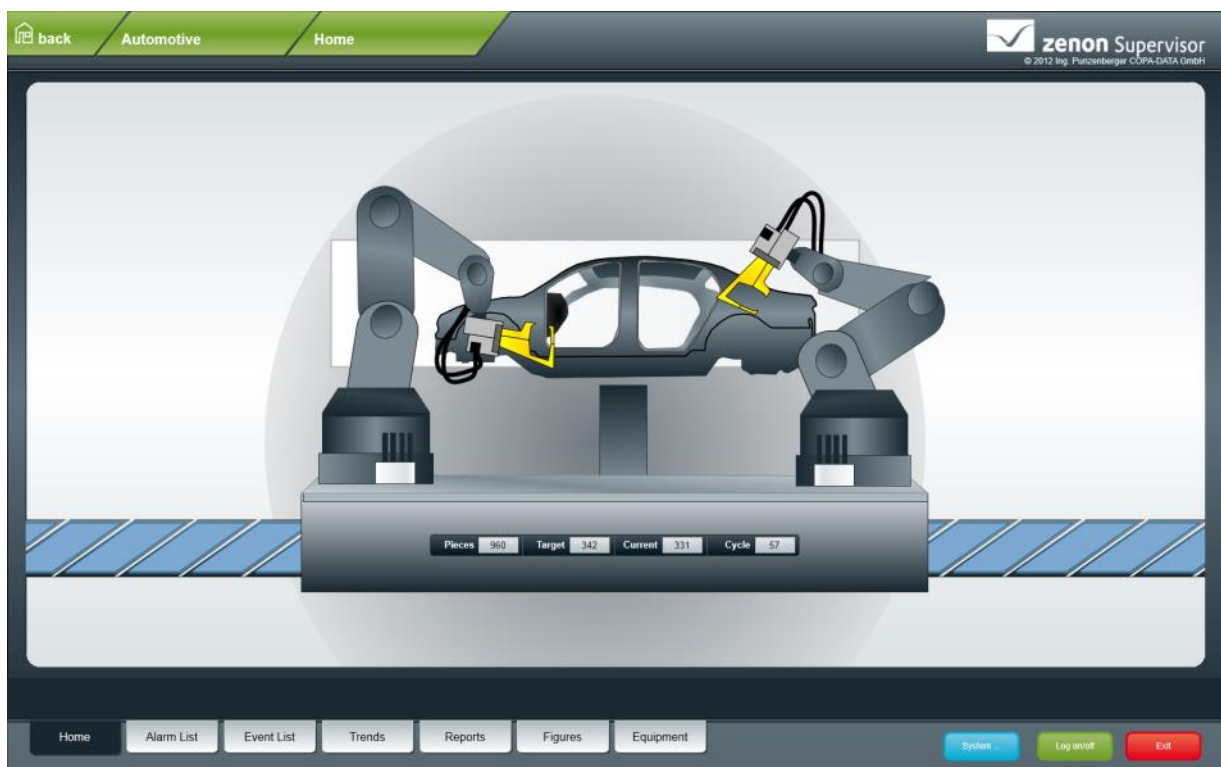 back
Automotive
Home
zenon Supervisor
© 2012 Ing. Punzenberger COPA-DATA GmbH
Pieces 960 Target 342 Current 331 Cycle 57
Home
Alarm List
Event List
Trends
Reports
Figures
Equipment
System ...
Log on/off
Exit